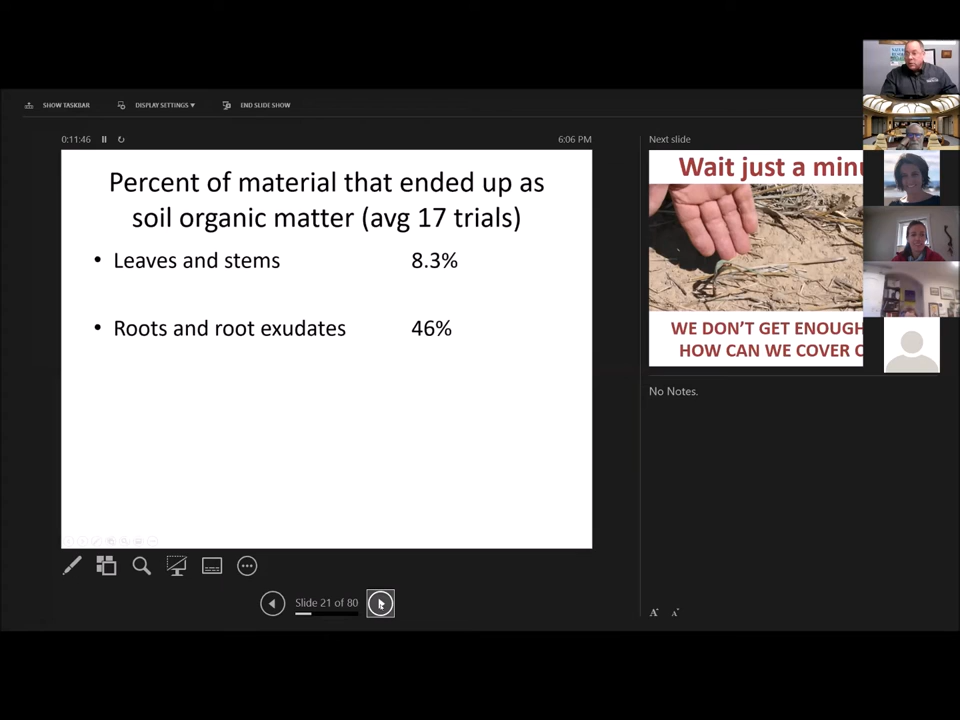 SHOW TASKBAR
DISPLAY SETTINGS ▾
END SLIDE SHOW
0:11:46
6:06 PM
Percent of material that ended up as
soil organic matter (avg 17 trials)
• Leaves and stems 8.3%
• Roots and root exudates 46%
Slide 21 of 80
Next slide
Wait just a minu
WE DON'T GET ENOUGH
HOW CAN WE COVER C
No Notes.
A
A